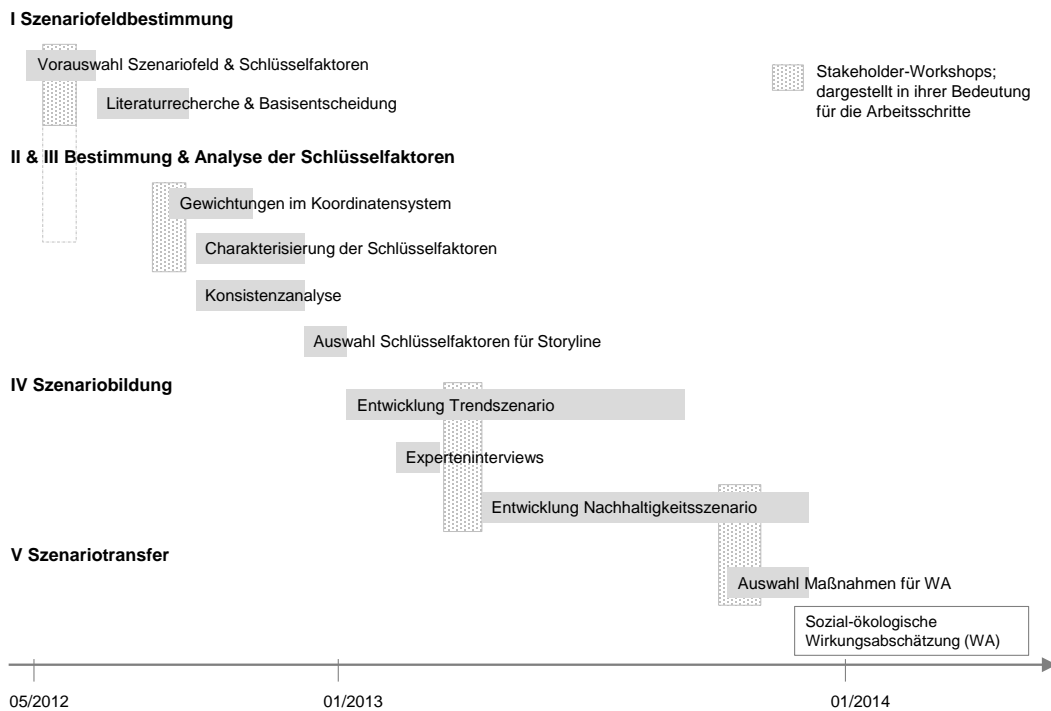 I Szenariofeldbestimmung
Vorauswahl Szenariofeld & Schlüsselfaktoren
Literaturrecherche & Basisentscheidung
Stakeholder-Workshops;
dargestellt in ihrer Bedeutung
für die Arbeitsschritte
II & III Bestimmung & Analyse der Schlüsselfaktoren
Gewichtungen im Koordinatensystem
Charakterisierung der Schlüsselfaktoren
Konsistenzanalyse
Auswahl Schlüsselfaktoren für Storyline
IV Szenariobildung
Entwicklung Trendszenario
Experteninterviews
Entwicklung Nachhaltigkeitsszenario
V Szenariotransfer
Auswahl Maßnahmen für WA
Sozial-ökologische
Wirkungsabschätzung (WA)
05/2012
01/2013
01/2014